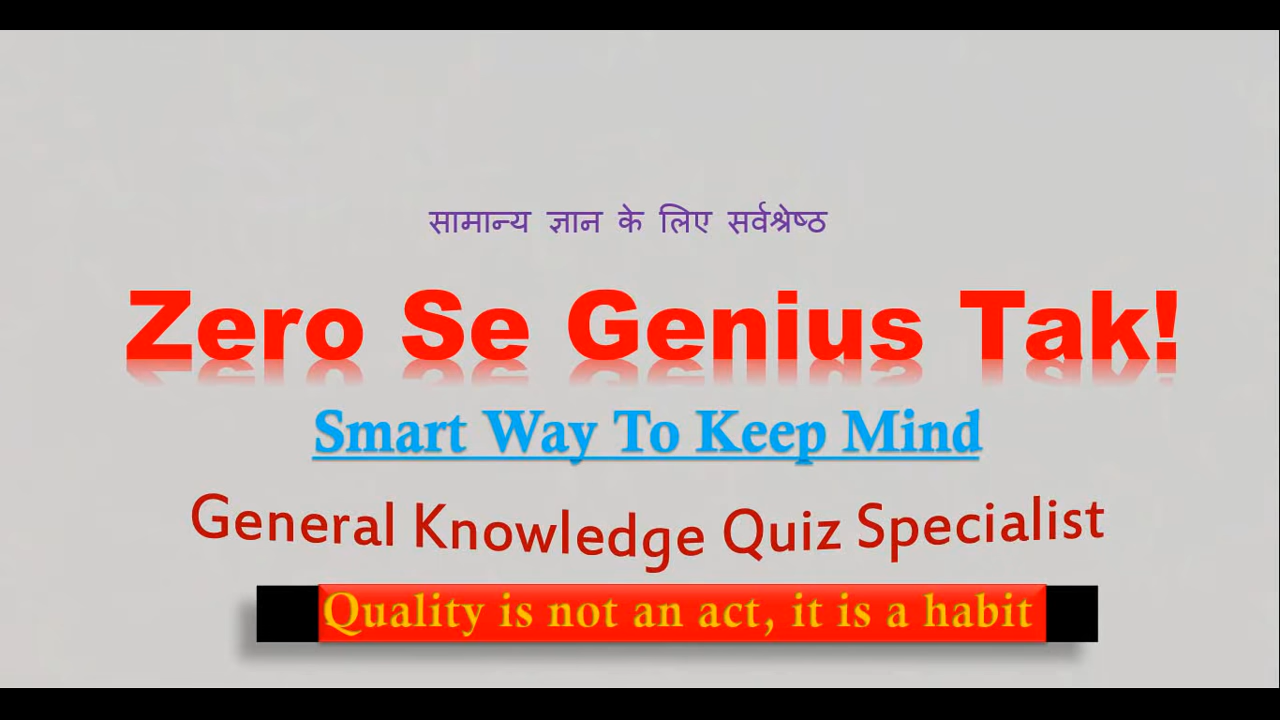 सामान्य ज्ञान के लिए सर्वश्रेष्ठ
Zero Se Genius Tak!
Smart Way To Keep Mind
General Knowledge Quiz Specialist
Quality is not an act, it is a habit